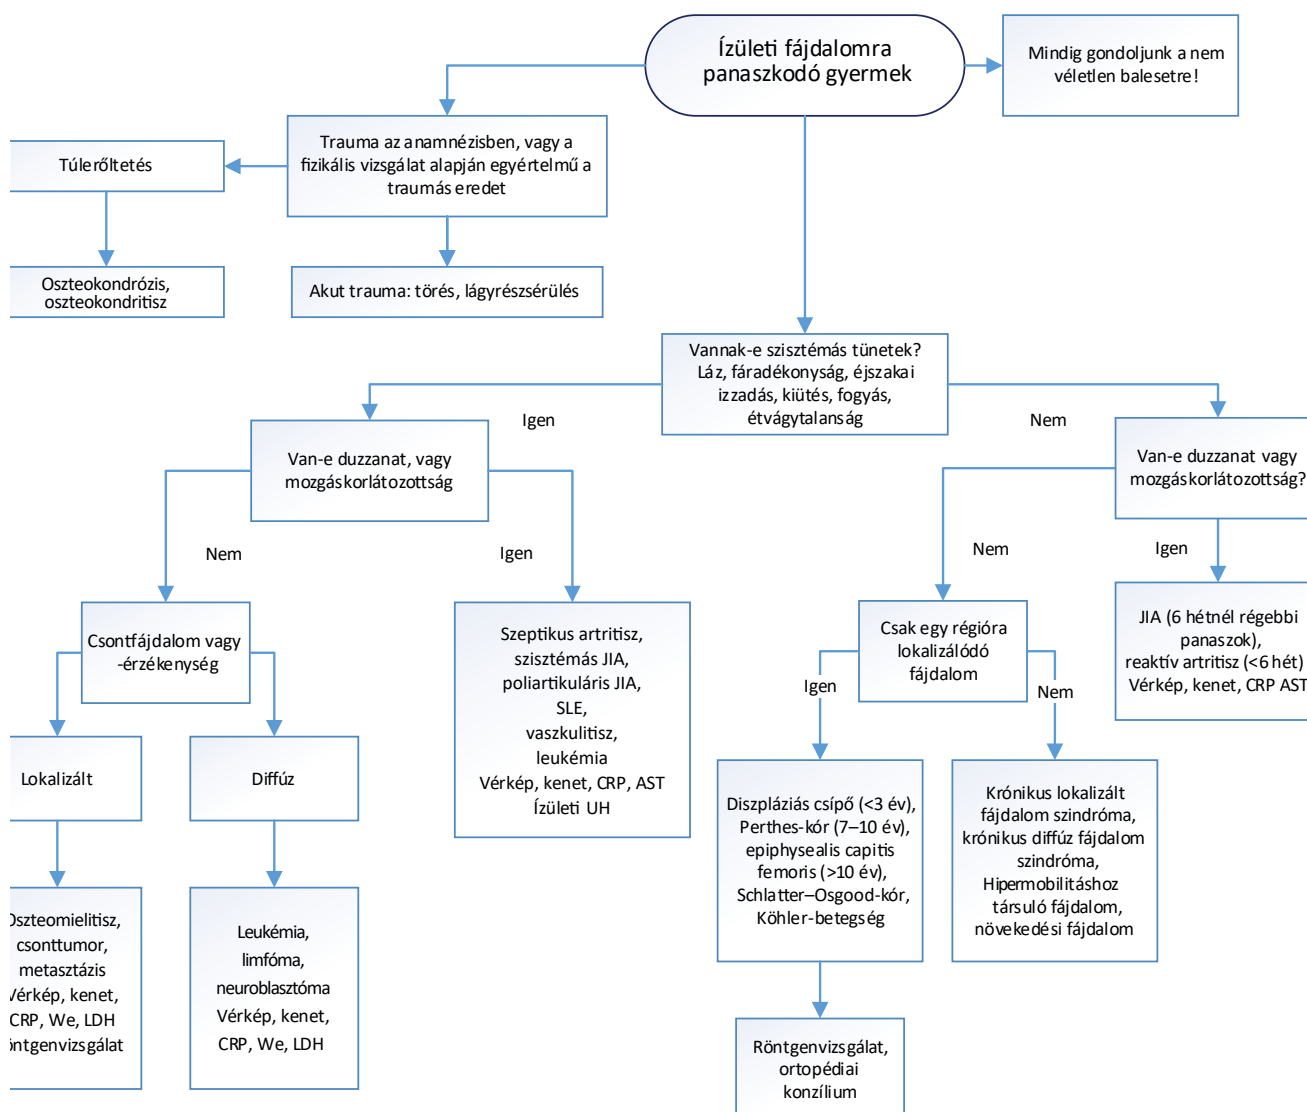 Ízületi fájdalomra
panaszkodó gyermek
Mindig gondoljunk a nem
véletlen balesetre!
Trauma az anamnézisben, vagy a
fizikális vizsgálat alapján egyértelmű a
traumás eredet
Túlerőltetés
Oszteokondrózis,
oszteokondritisz
Akut trauma: törés, lágyrészsérülés
Vannak-e szisztémás tünetek?
Láz, fáradékonyság, éjszakai
izzadás, kiütés, fogyás,
étvágytalanság
Igen
Nem
Van-e duzzanat, vagy
mozgáskorlátozottság
Van-e duzzanat vagy
mozgáskorlátozottság?
Nem
Igen
Nem
Igen
Csontfájdalom vagy
-érzékenység
Szeptikus artritisz,
szisztémás JIA,
poliartikuláris JIA,
SLE,
vaszkulitisz,
leukémia
Vérkép, kenet, CRP, AST
Ízületi UH
Csak egy régióra
lokalizálódó
fájdalom
JIA (6 hétnél régebbi
panaszok),
reaktív artritisz (<6 hét)
Vérkép, kenet, CRP AST
Igen
Nem
Lokalizált
Diffúz
Diszpláziás csípő (<3 év),
Perthes-kór (7–10 év),
epiphysealis capitis
femoris (>10 év),
Schlatter–Osgood-kór,
Köhler-betegség
Krónikus lokalizált
fájdalom szindróma,
krónikus diffúz fájdalom
szindróma,
Hipermobilitáshoz
társuló fájdalom,
növekedési fájdalom
Oszteomielitisz,
csonttumor,
metasztázis
Vérkép, kenet,
CRP, We, LDH
öntgenvizsgálat
Leukémia,
limfóma,
neuroblasztóma
Vérkép, kenet,
CRP, We, LDH
Röntgenvizsgálat,
ortopédiai
konzílium